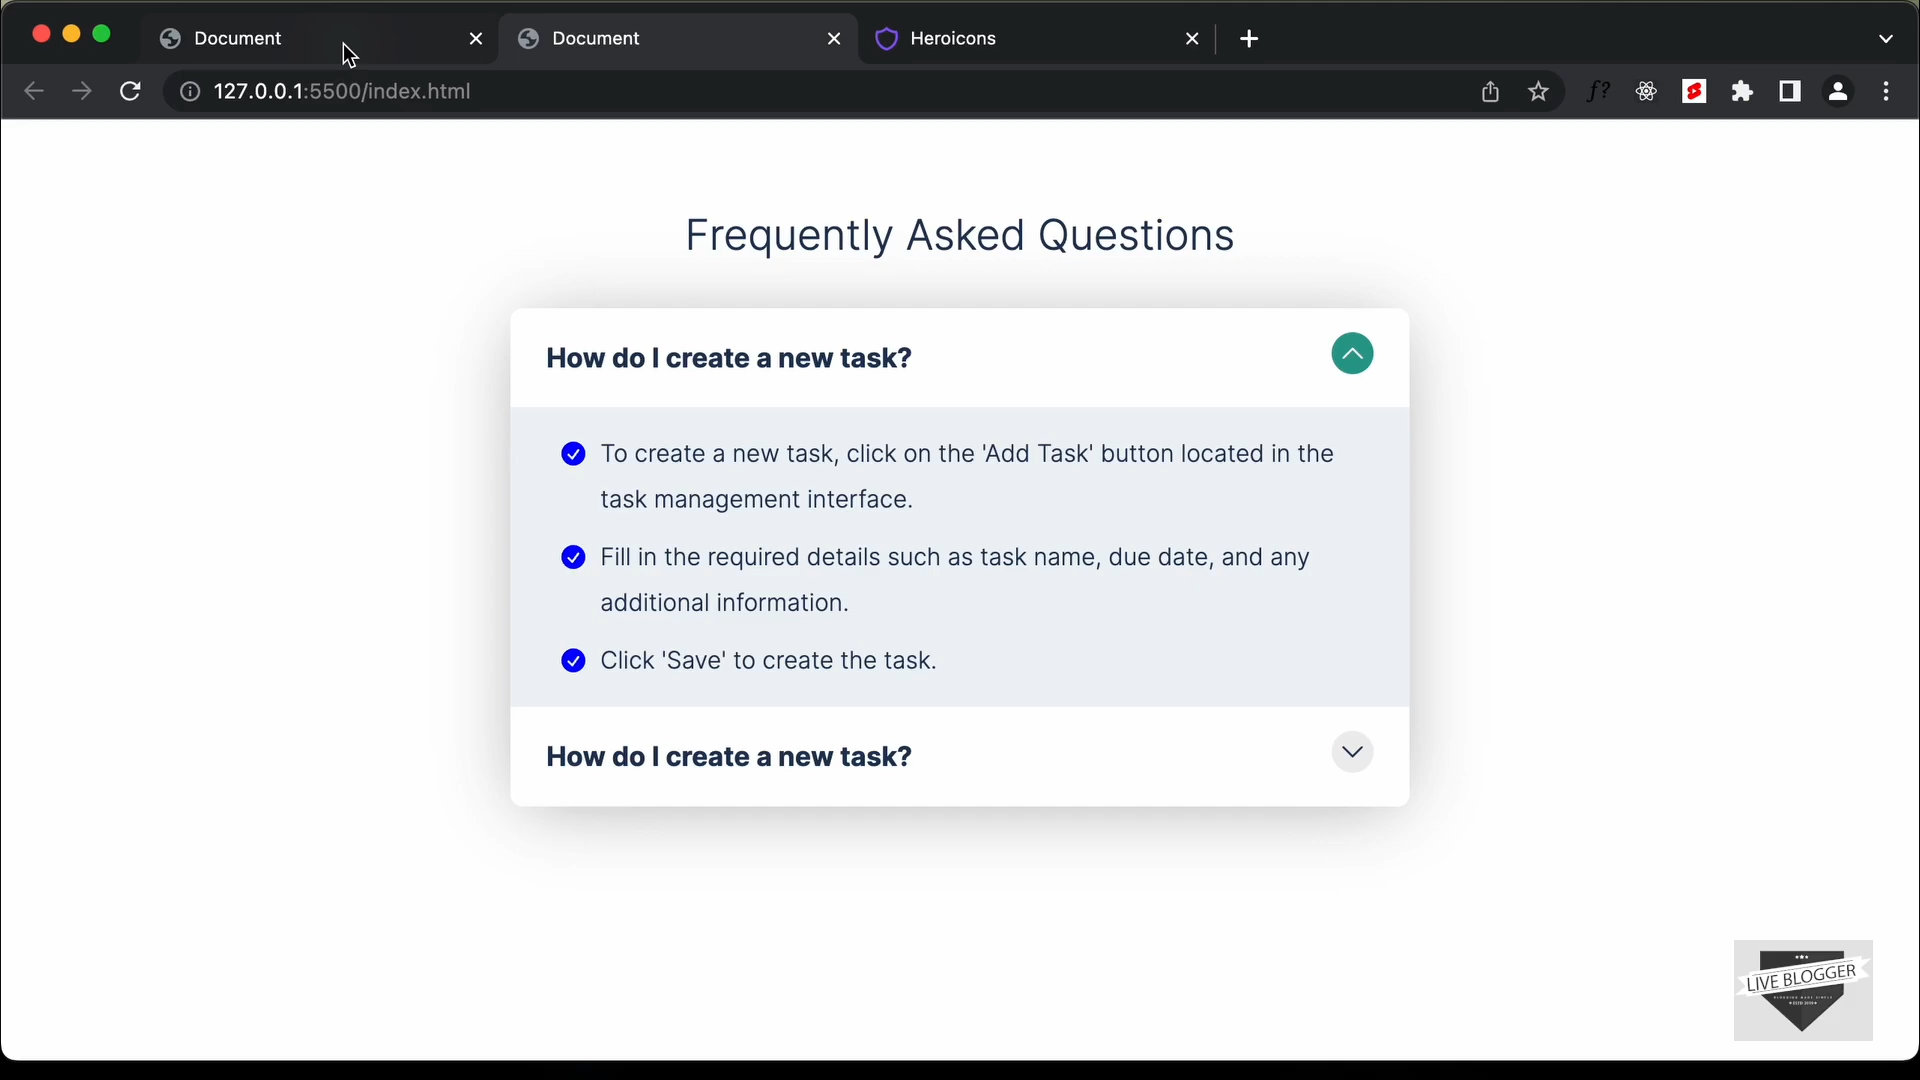 Document
Document
Heroicons
127.0.0.1:5500/index.html
f?
Frequently Asked Questions
How do I create a new task?
To create a new task, click on the 'Add Task' button located in the
task management interface.
Fill in the required details such as task name, due date, and any
additional information.
Click 'Save' to create the task.
How do I create a new task?
LIVE BLOGGER